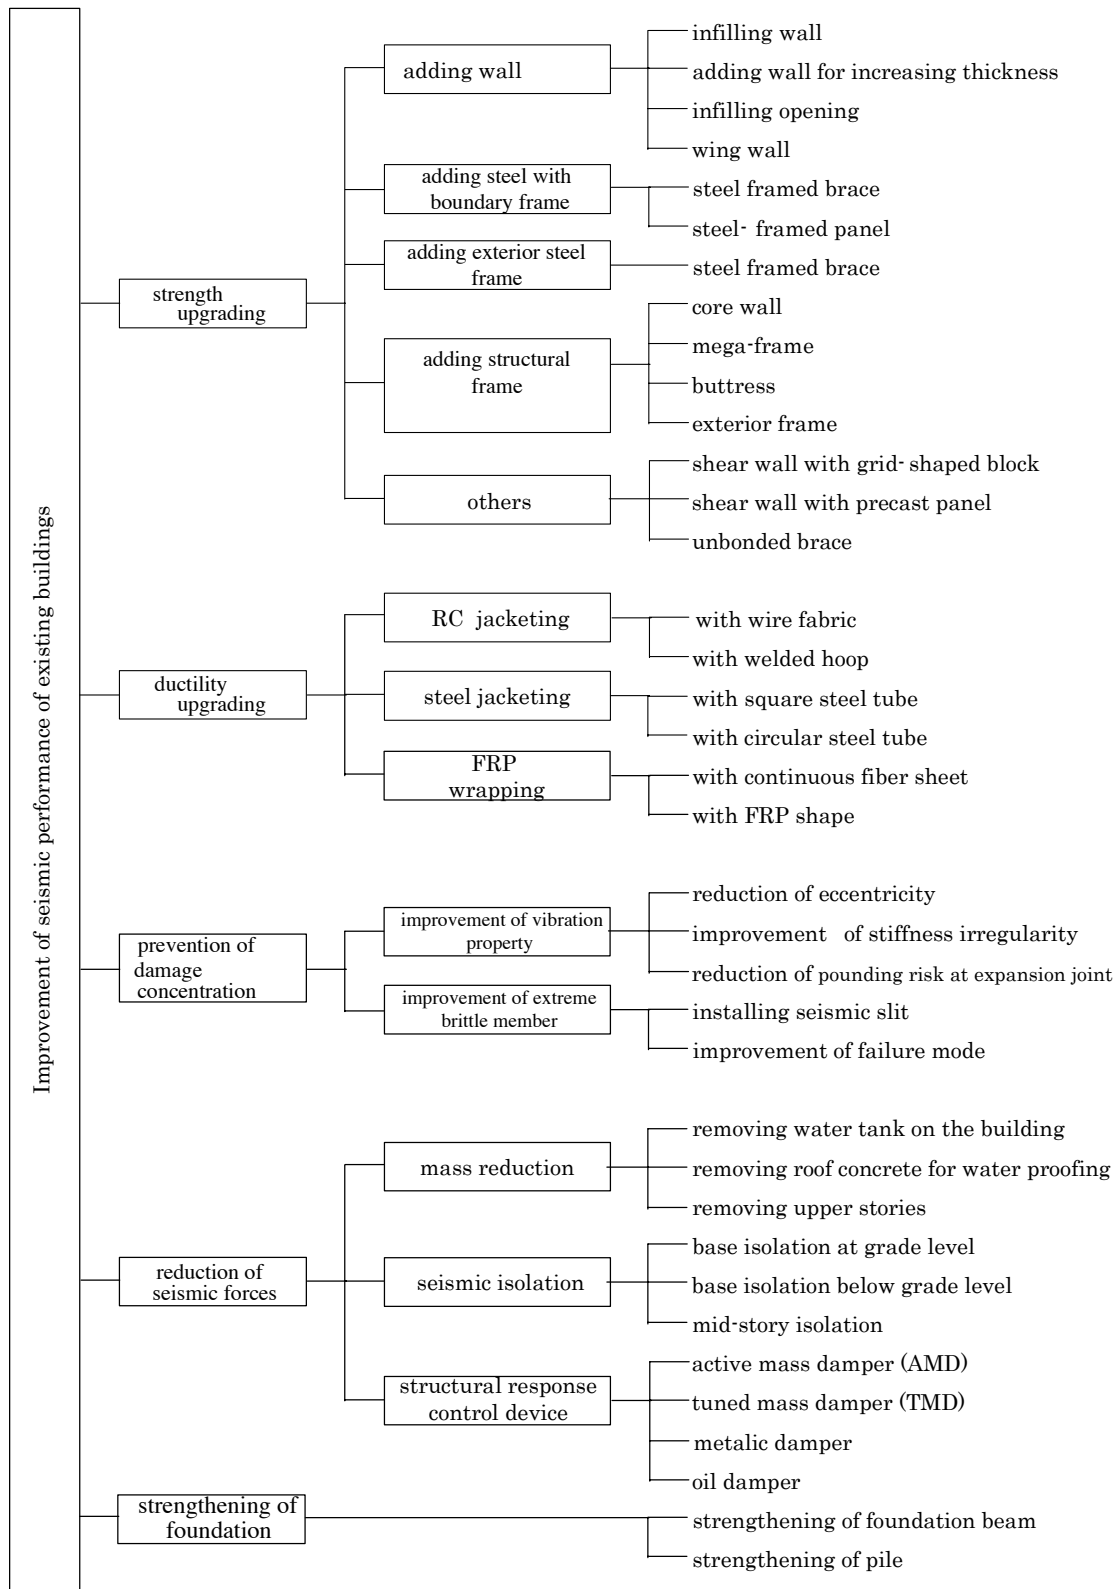 Improvement of seismic performance of existing buildings
strength
upgrading
adding wall
infilling wall
adding wall for increasing thickness
infilling opening
wing wall
adding steel with
boundary frame
steel framed brace
steel- framed panel
adding exterior steel
frame
steel framed brace
adding structural
frame
core wall
mega-frame
buttress
exterior frame
others
shear wall with grid- shaped block
shear wall with precast panel
unbonded brace
ductility
upgrading
RC jacketing
with wire fabric
with welded hoop
steel jacketing
with square steel tube
with circular steel tube
FRP
wrapping
with continuous fiber sheet
with FRP shape
prevention of
damage
concentration
improvement of vibration
property
reduction of eccentricity
improvement of stiffness irregularity
reduction of pounding risk at expansion joint
improvement of extreme
brittle member
installing seismic slit
improvement of failure mode
reduction of
seismic forces
mass reduction
removing water tank on the building
removing roof concrete for water proofing
removing upper stories
seismic isolation
base isolation at grade level
base isolation below grade level
mid-story isolation
structural response
control device
active mass damper (AMD)
tuned mass damper (TMD)
metalic damper
oil damper
strengthening of
foundation
strengthening of foundation beam
strengthening of pile